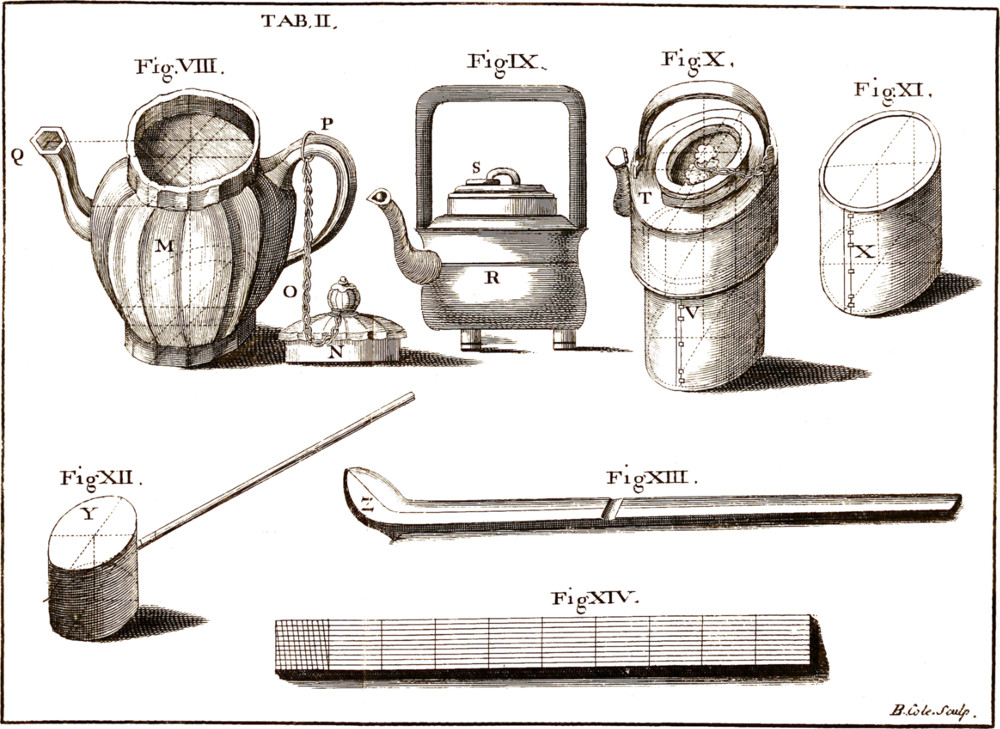 TAB. II.
Fig. VIII.
Fig IX.
Fig. X.
Fig. XI.
P
Q
S
T
M
X
R
O
V
N
Fig XII.
Fig XIII.
Y
Z
Fig XIV.
B. Cole. Sculp.